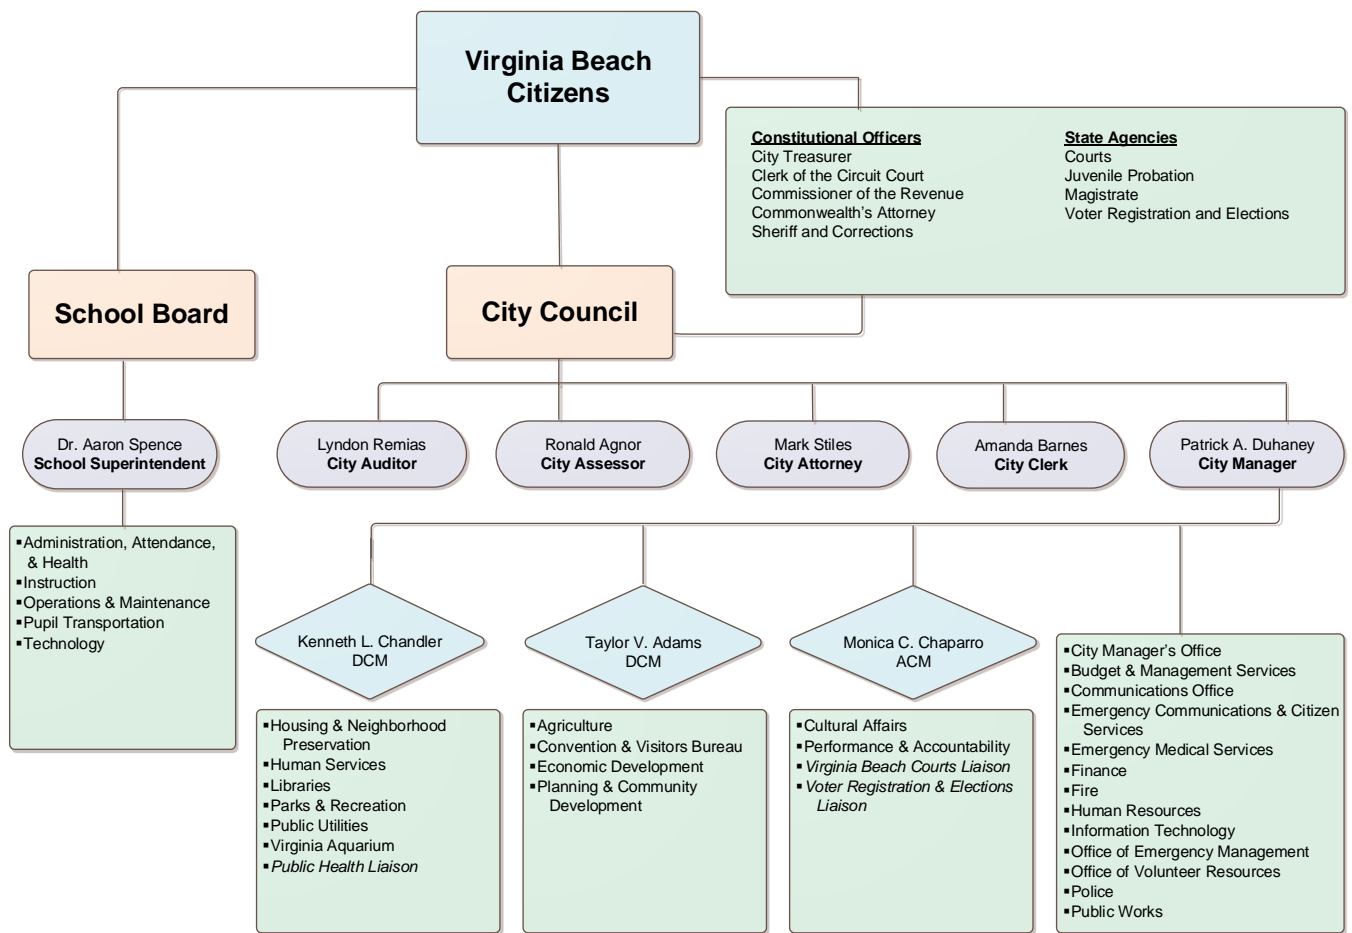 Virginia Beach
Citizens
Constitutional Officers
City Treasurer
Clerk of the Circuit Court
Commissioner of the Revenue
Commonwealth's Attorney
Sheriff and Corrections
State Agencies
Courts
Juvenile Probation
Magistrate
Voter Registration and Elections
School Board
City Council
Dr. Aaron Spence
School Superintendent
Lyndon Remias
City Auditor
Ronald Agnor
City Assessor
Mark Stiles
City Attorney
Amanda Barnes
City Clerk
Patrick A. Duhaney
City Manager
▪Administration, Attendance,
& Health
▪Instruction
▪Operations & Maintenance
▪Pupil Transportation
▪Technology
Kenneth L. Chandler
DCM
Taylor V. Adams
DCM
Monica C. Chaparro
ACM
▪Housing & Neighborhood
Preservation
▪Human Services
▪Libraries
▪Parks & Recreation
▪Public Utilities
▪Virginia Aquarium
▪Public Health Liaison
▪Agriculture
▪Convention & Visitors Bureau
▪Economic Development
▪Planning & Community
Development
▪Cultural Affairs
▪Performance & Accountability
▪Virginia Beach Courts Liaison
▪Voter Registration & Elections
Liaison
▪City Manager's Office
▪Budget & Management Services
▪Communications Office
▪Emergency Communications & Citizen
Services
▪Emergency Medical Services
▪Finance
▪Fire
▪Human Resources
▪Information Technology
▪Office of Emergency Management
▪Office of Volunteer Resources
▪Police
▪Public Works